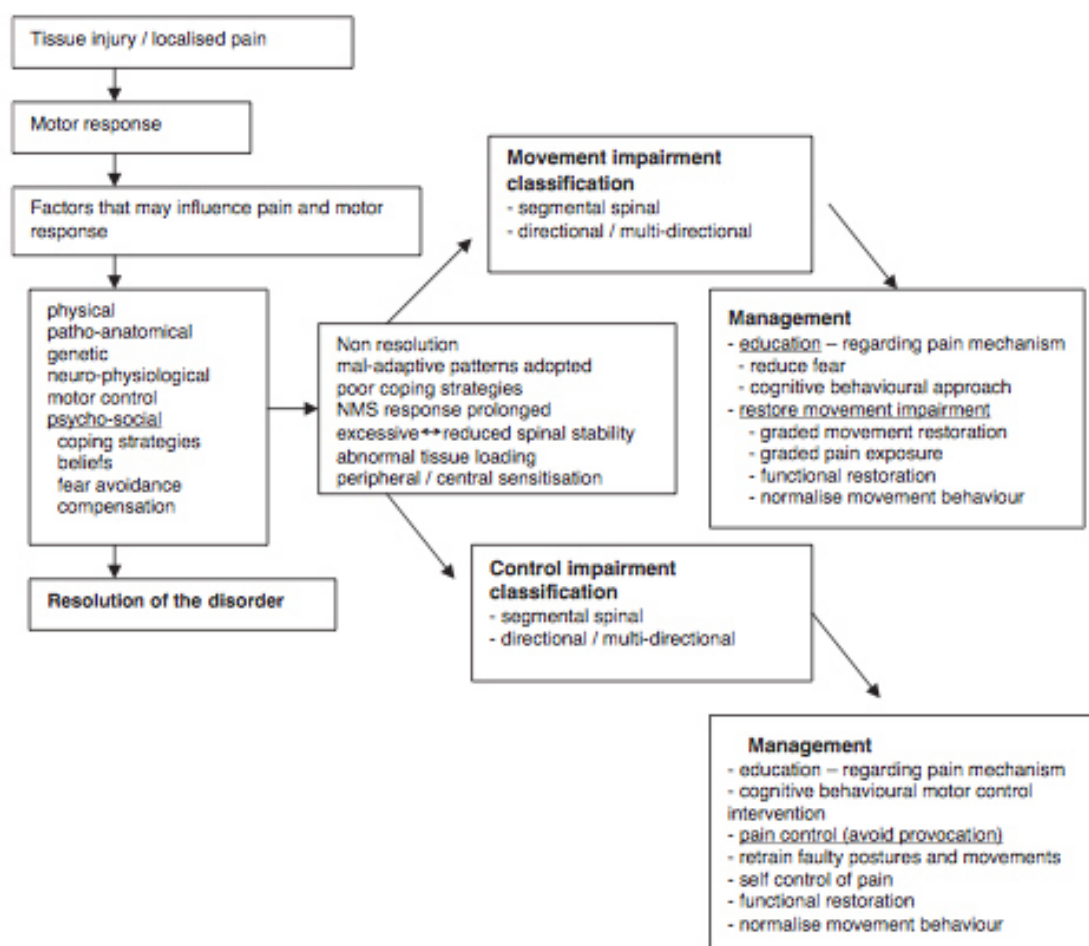 Tissue injury / localised pain
Motor response
Factors that may influence pain and motor
response
physical
patho-anatomical
genetic
neuro-physiological
motor control
psycho-social
coping strategies
beliefs
fear avoidance
compensation
Resolution of the disorder
Non resolution
mal-adaptive patterns adopted
poor coping strategies
NMS response prolonged
excessive↔reduced spinal stability
abnormal tissue loading
peripheral / central sensitisation
Movement impairment
classification
- segmental spinal
- directional / multi-directional
Management
- education – regarding pain mechanism
- reduce fear
- cognitive behavioural approach
- restore movement impairment
- graded movement restoration
- graded pain exposure
- functional restoration
- normalise movement behaviour
Control impairment
classification
- segmental spinal
- directional / multi-directional
Management
- education – regarding pain mechanism
- cognitive behavioural motor control
intervention
- pain control (avoid provocation)
- retrain faulty postures and movements
- self control of pain
- functional restoration
- normalise movement behaviour